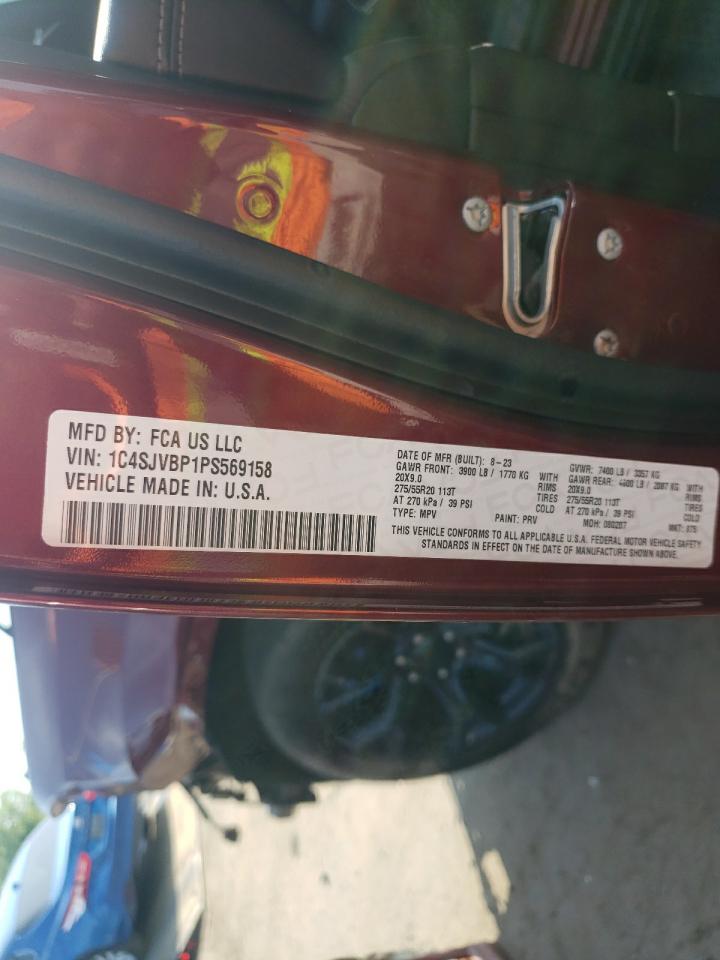 MFD BY: FCA US LLC
VIN: 1C4SJVBP1PS569158
VEHICLE MADE IN: U.S.A.
DATE OF MFR (BUILT): 8-23
GVWR: 7400 LB / 3357 KG
GAWR FRONT: 3900 LB / 1770 KG WITH
20X9.0 RIMS
275/55R20 113T TIRES
AT 270 kPa / 39 PSI COLD
GAWR REAR: 4600 LB / 2087 KG WITH
20X9.0 RIMS
275/55R20 113T TIRES
AT 270 kPa / 39 PSI COLD
TYPE: MPV PAINT: PRV MDH: 080207 MKT:
THIS VEHICLE CONFORMS TO ALL APPLICABLE U.S.A. FEDERAL MOTOR VEHICLE SAFETY
STANDARDS IN EFFECT ON THE DATE OF MANUFACTURE SHOWN ABOVE.